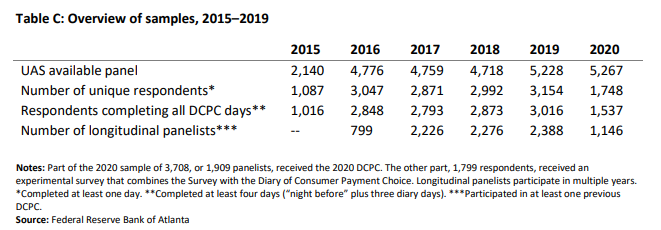 Table C: Overview of samples, 2015–2019
2015 2016 2017 2018 2019 2020
UAS available panel 2,140 4,776 4,759 4,718 5,228 5,267
Number of unique respondents* 1,087 3,047 2,871 2,992 3,154 1,748
Respondents completing all DCPC days** 1,016 2,848 2,793 2,873 3,016 1,537
Number of longitudinal panelists*** -- 799 2,226 2,276 2,388 1,146
Notes: Part of the 2020 sample of 3,708, or 1,909 panelists, received the 2020 DCPC. The other part, 1,799 respondents, received an
experimental survey that combines the Survey with the Diary of Consumer Payment Choice. Longitudinal panelists participate in multiple years.
*Completed at least one day. **Completed at least four days (“night before” plus three diary days). ***Participated in at least one previous
DCPC.
Source: Federal Reserve Bank of Atlanta